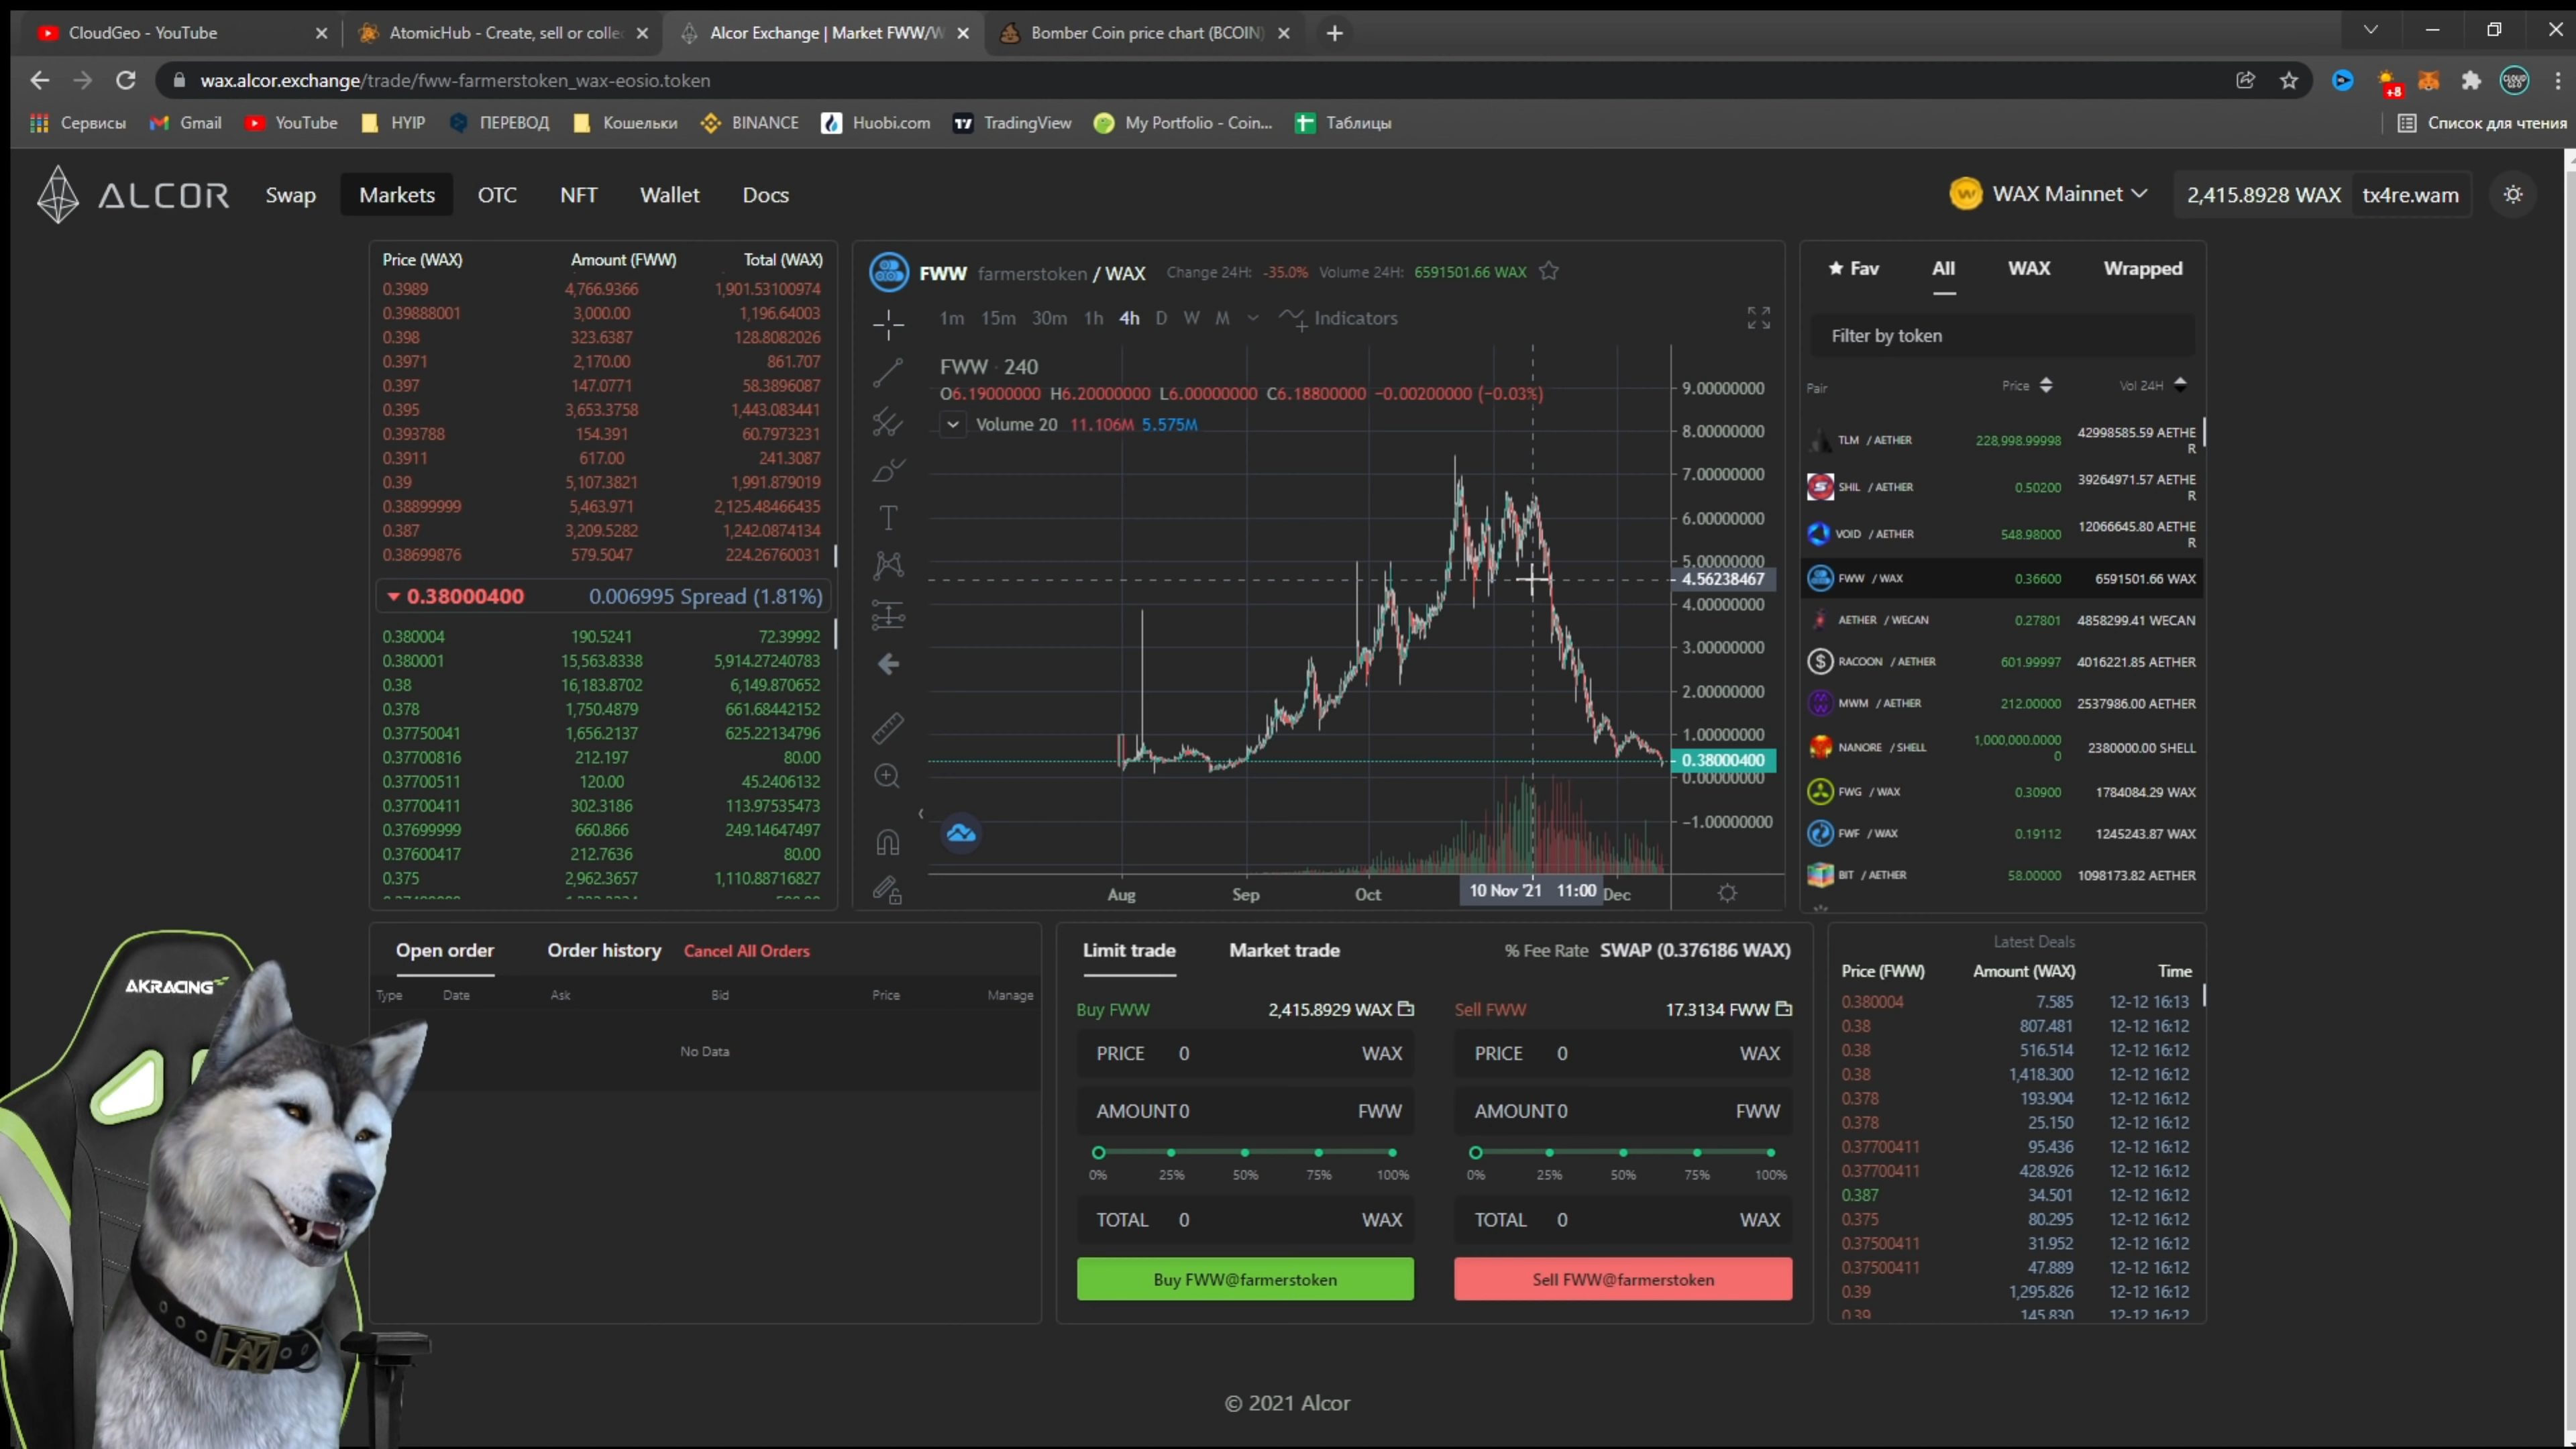 CloudGeo - YouTube
AtomicHub - Create, sell or colle
Alcor Exchange | Market FWW/W
Bomber Coin price chart (BCOIN)
wax.alcor.exchange/trade/fww-farmerstoken_wax-eosio.token
+8
Сервисы Gmail YouTube HYIP ПЕРЕВОД Кошельки BINANCE Huobi.com TradingView My Portfolio - Coin... Таблицы Список для чтения
ALCOR Swap Markets OTC NFT Wallet Docs WAX Mainnet 2,415.8928 WAX tx4re.wam
Price (WAX) Amount (FWW) Total (WAX)
0.3989 4,766.9366 1,901.53100974
0.39888001 3,000.00 1,196.64003
0.398 323.6387 128.8082026
0.3971 2,170.00 861.707
0.397 147.0771 58.3896087
0.395 3,653.3758 1,443.083441
0.393788 154.391 60.7973231
0.3911 617.00 241.3087
0.39 5,107.3821 1,991.879019
0.38899999 5,463.971 2,125.48466435
0.387 3,209.5282 1,242.0874134
0.38699876 579.5047 224.26760031
0.38000400 0.006995 Spread (1.81%)
0.380004 190.5241 72.39992
0.380001 15,563.8338 5,914.27240783
0.38 16,183.8702 6,149.870652
0.378 1,750.4879 661.68442152
0.37750041 1,656.2137 625.22134796
0.37700816 212.197 80.00
0.37700511 120.00 45.2406132
0.37700411 302.3186 113.97535473
0.37699999 660.866 249.14647497
0.37600417 212.7636 80.00
0.375 2,962.3657 1,110.88716827
FWW farmerstoken / WAX Change 24H: -35.0% Volume 24H: 6591501.66 WAX
1m 15m 30m 1h 4h D W M Indicators
FWW · 240
O6.19000000 H6.20000000 L6.00000000 C6.18800000 −0.00200000 (−0.03%)
Volume 20 11.106M 5.575M
9.00000000
8.00000000
7.00000000
6.00000000
5.00000000
4.56238467
4.00000000
3.00000000
2.00000000
1.00000000
0.38000400
0.00000000
−1.00000000
Aug Sep Oct 10 Nov '21 11:00 Dec
Fav All WAX Wrapped
Filter by token
Pair Price Vol 24H
TLM / AETHER 228,998.99998 42998585.59 AETHE
R
SHIL / AETHER 0.50200 39264971.57 AETHE
R
VOID / AETHER 548.98000 12066645.80 AETHE
R
FWW / WAX 0.36600 6591501.66 WAX
AETHER / WECAN 0.27801 4858299.41 WECAN
RACOON / AETHER 601.99997 4016221.85 AETHER
MWM / AETHER 212.00000 2537986.00 AETHER
NANORE / SHELL 1,000,000.0000 2380000.00 SHELL
0
FWG / WAX 0.30900 1784084.29 WAX
FWF / WAX 0.19112 1245243.87 WAX
BIT / AETHER 58.00000 1098173.82 AETHER
Open order Order history Cancel All Orders
Type Date Ask Bid Price Manage
No Data
Limit trade Market trade % Fee Rate SWAP (0.376186 WAX)
Buy FWW 2,415.8929 WAX Sell FWW 17.3134 FWW
PRICE 0 WAX PRICE 0 WAX
AMOUNT 0 FWW AMOUNT 0 FWW
0% 25% 50% 75% 100% 0% 25% 50% 75% 100%
TOTAL 0 WAX TOTAL 0 WAX
Buy FWW@farmerstoken Sell FWW@farmerstoken
Latest Deals
Price (FWW) Amount (WAX) Time
0.380004 7.585 12-12 16:13
0.38 807.481 12-12 16:12
0.38 516.514 12-12 16:12
0.38 1,418.300 12-12 16:12
0.378 193.904 12-12 16:12
0.378 25.150 12-12 16:12
0.37700411 95.436 12-12 16:12
0.37700411 428.926 12-12 16:12
0.387 34.501 12-12 16:12
0.375 80.295 12-12 16:12
0.37500411 31.952 12-12 16:12
0.37500411 47.889 12-12 16:12
0.39 1,295.826 12-12 16:12
0.39 145.830 12-12 16:12
AKRACING
© 2021 Alcor